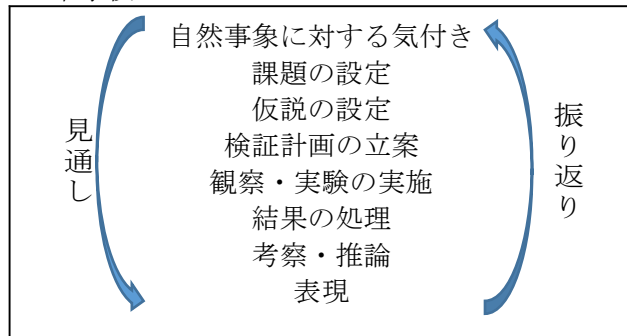 自然事象に対する気付き
課題の設定
仮説の設定
検証計画の立案
観察・実験の実施
結果の処理
考察・推論
表現
見通し
振り返り